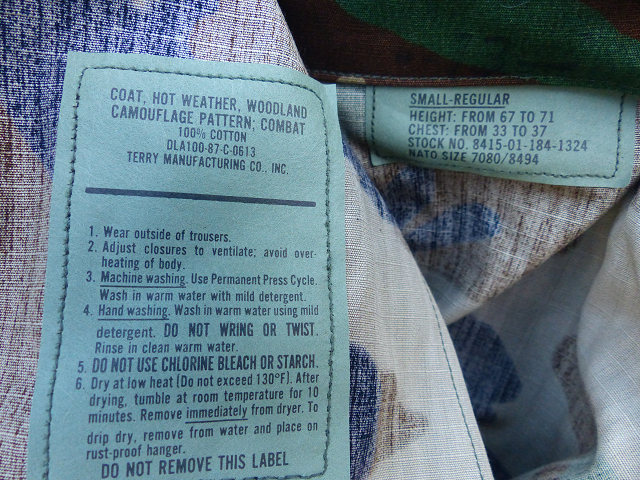 COAT, HOT WEATHER, WOODLAND
CAMOUFLAGE PATTERN; COMBAT
100% COTTON
DLA100-87-C-0613
TERRY MANUFACTURING CO., INC.
1. Wear outside of trousers.
2. Adjust closures to ventilate; avoid over-
heating of body.
3. Machine washing. Use Permanent Press Cycle.
Wash in warm water with mild detergent.
4. Hand washing. Wash in warm water using mild
detergent. DO NOT WRING OR TWIST.
Rinse in clean warm water.
5. DO NOT USE CHLORINE BLEACH OR STARCH.
6. Dry at low heat (Do not exceed 130°F). After
drying, tumble at room temperature for 10
minutes. Remove immediately from dryer. To
drip dry, remove from water and place on
rust-proof hanger.
DO NOT REMOVE THIS LABEL
SMALL-REGULAR
HEIGHT: FROM 67 TO 71
CHEST: FROM 33 TO 37
STOCK NO. 8415-01-184-1324
NATO SIZE 7080/8494